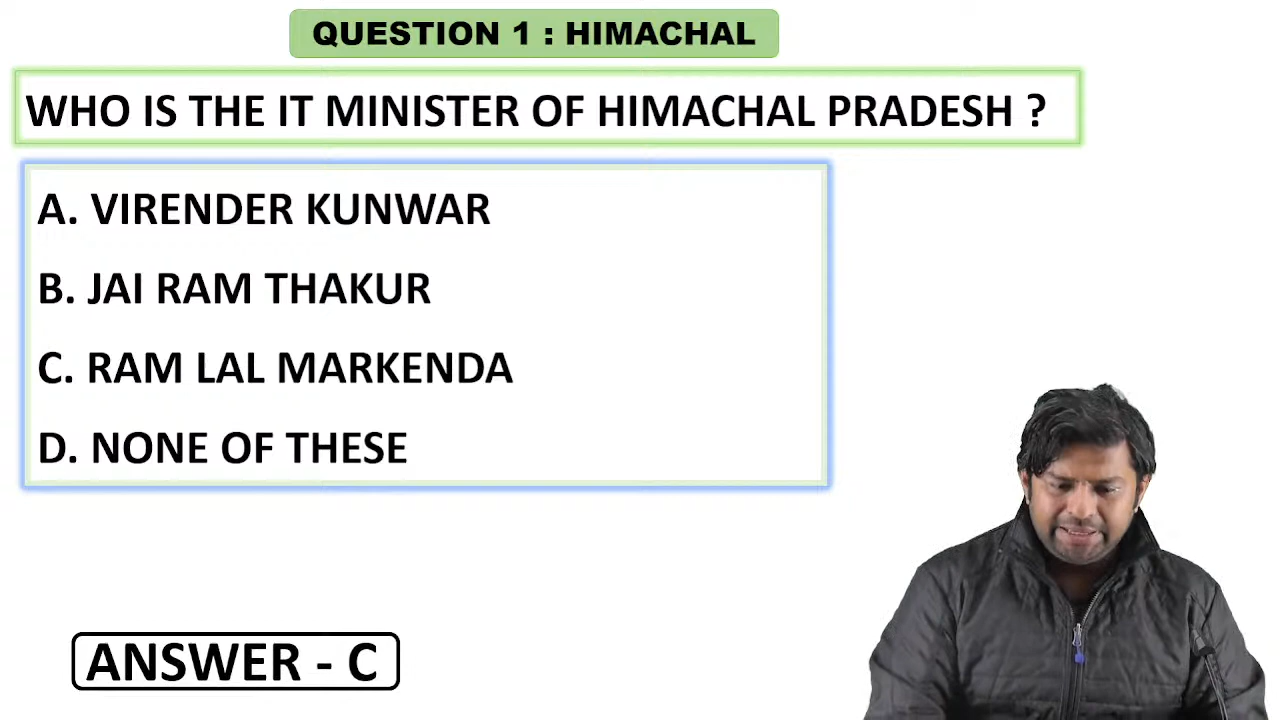 QUESTION 1 : HIMACHAL
WHO IS THE IT MINISTER OF HIMACHAL PRADESH ?
A. VIRENDER KUNWAR
B. JAI RAM THAKUR
C. RAM LAL MARKENDA
D. NONE OF THESE
ANSWER - C